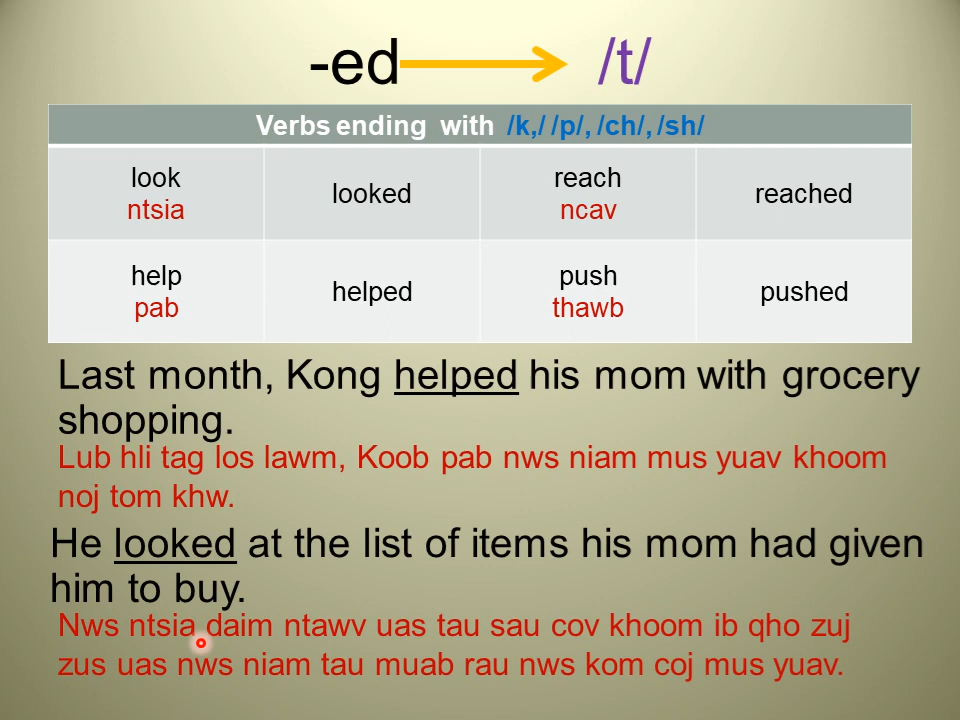 -ed /t/
Verbs ending with /k,/ /p/, /ch/, /sh/
look
ntsia
looked
reach
ncav
reached
help
pab
helped
push
thawb
pushed
Last month, Kong helped his mom with grocery
shopping.
Lub hli tag los lawm, Koob pab nws niam mus yuav khoom
noj tom khw.
He looked at the list of items his mom had given
him to buy.
Nws ntsia daim ntawv uas tau sau cov khoom ib qho zuj
zus uas nws niam tau muab rau nws kom coj mus yuav.